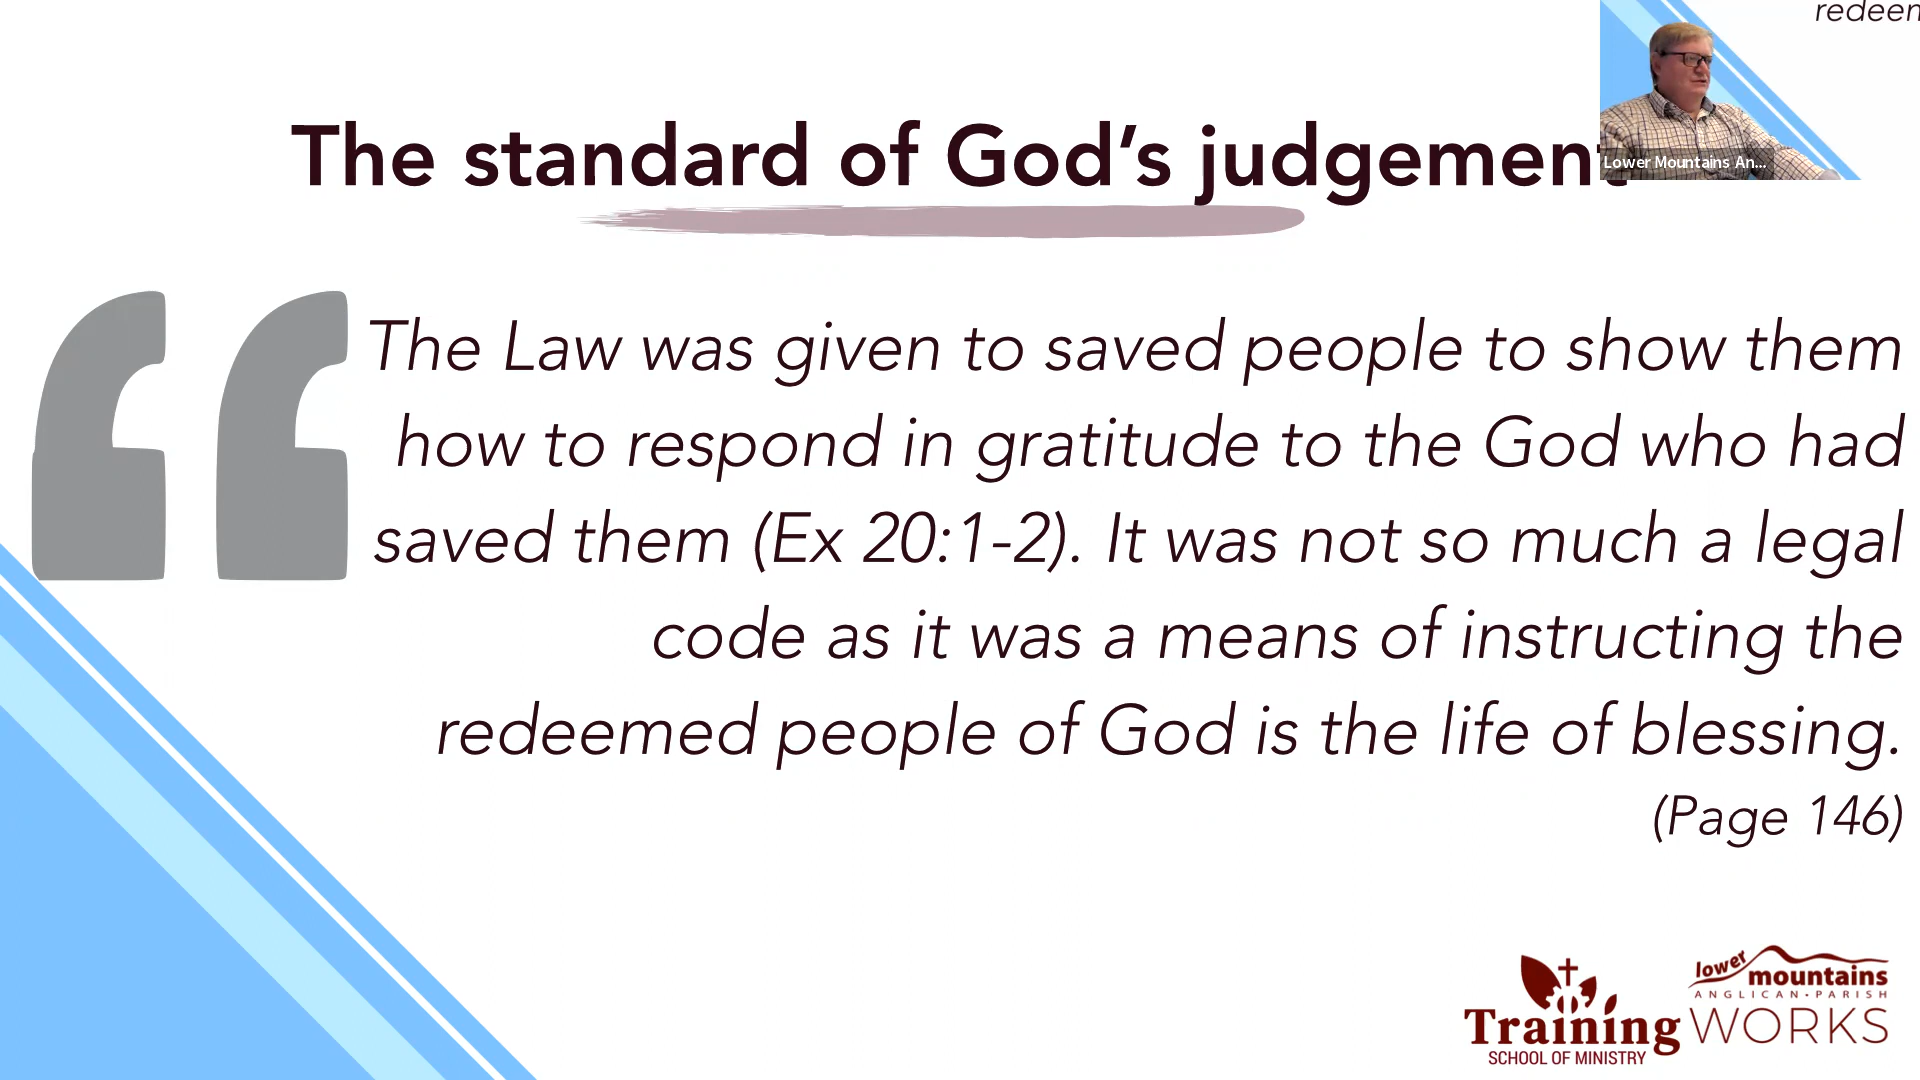 redeem
The standard of God’s judgement
Lower Mountains An...
The Law was given to saved people to show them
how to respond in gratitude to the God who had
saved them (Ex 20:1-2). It was not so much a legal
code as it was a means of instructing the
redeemed people of God is the life of blessing.
(Page 146)
lower
mountains
ANGLICAN•PARISH
Training WORKS
SCHOOL OF MINISTRY